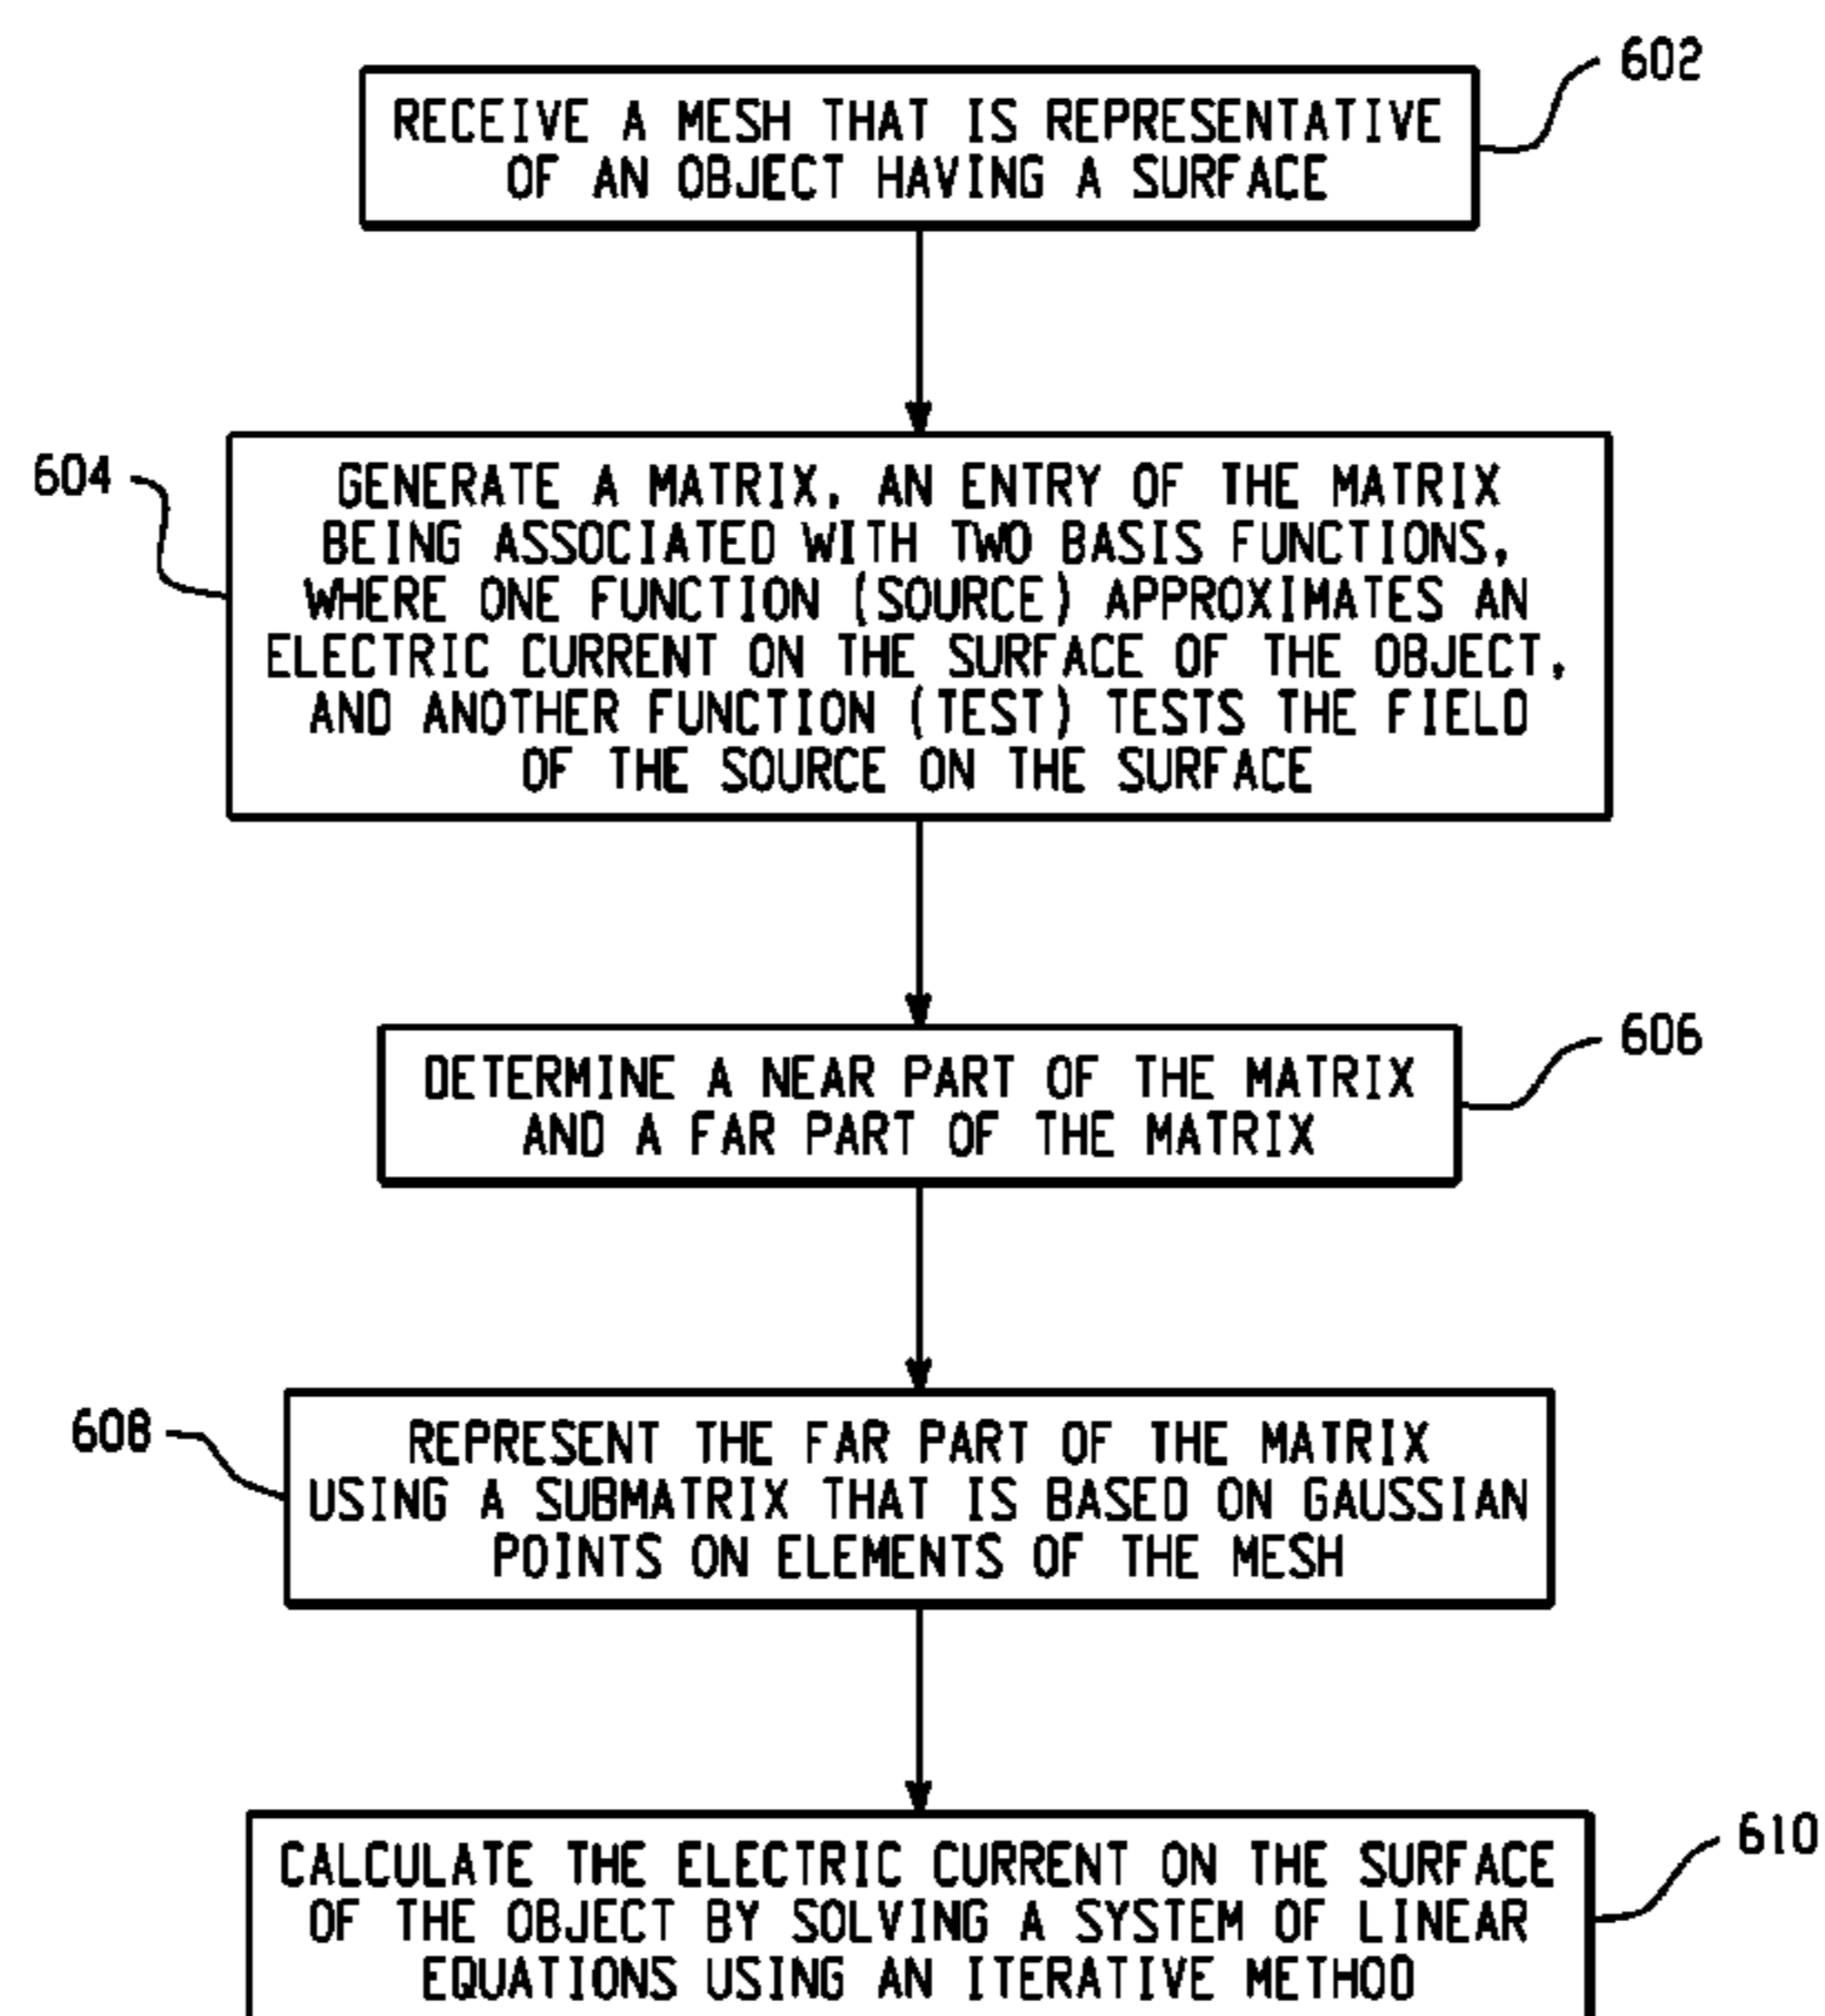 602
RECEIVE A MESH THAT IS REPRESENTATIVE
OF AN OBJECT HAVING A SURFACE
604
GENERATE A MATRIX, AN ENTRY OF THE MATRIX
BEING ASSOCIATED WITH TWO BASIS FUNCTIONS,
WHERE ONE FUNCTION (SOURCE) APPROXIMATES AN
ELECTRIC CURRENT ON THE SURFACE OF THE OBJECT,
AND ANOTHER FUNCTION (TEST) TESTS THE FIELD
OF THE SOURCE ON THE SURFACE
606
DETERMINE A NEAR PART OF THE MATRIX
AND A FAR PART OF THE MATRIX
608
REPRESENT THE FAR PART OF THE MATRIX
USING A SUBMATRIX THAT IS BASED ON GAUSSIAN
POINTS ON ELEMENTS OF THE MESH
610
CALCULATE THE ELECTRIC CURRENT ON THE SURFACE
OF THE OBJECT BY SOLVING A SYSTEM OF LINEAR
EQUATIONS USING AN ITERATIVE METHOD